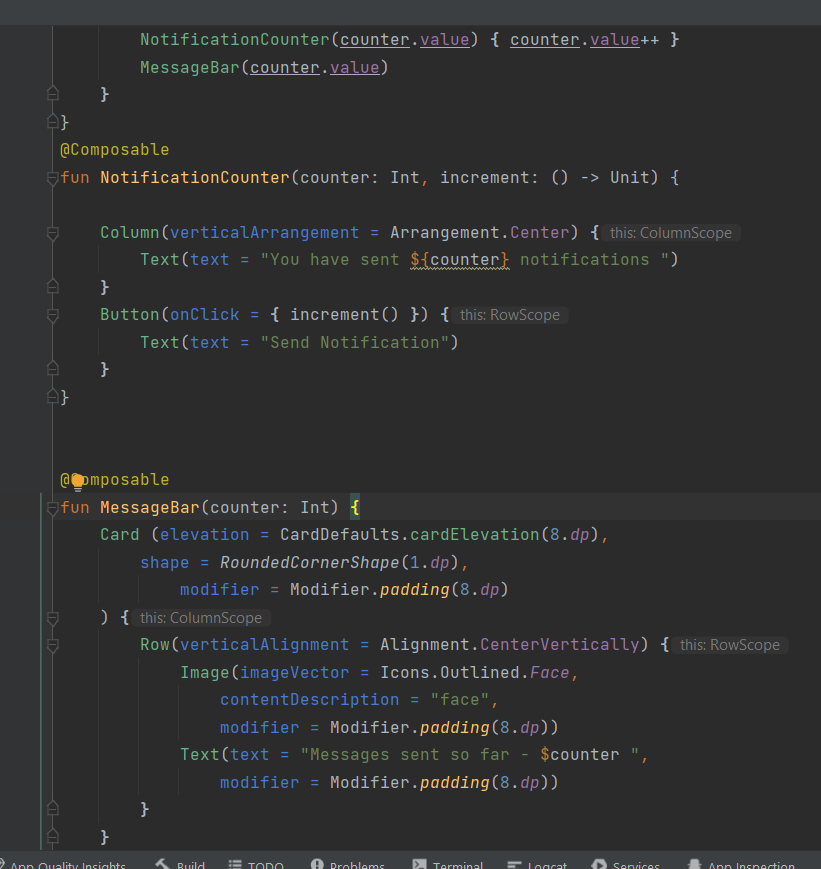 NotificationCounter(counter.value) { counter.value++ }
MessageBar(counter.value)
}
}
@Composable
fun NotificationCounter(counter: Int, increment: () -> Unit) {
Column(verticalArrangement = Arrangement.Center) { this: ColumnScope
Text(text = "You have sent ${counter} notifications ")
}
Button(onClick = { increment() }) { this: RowScope
Text(text = "Send Notification")
}
}
@Composable
fun MessageBar(counter: Int) {
Card (elevation = CardDefaults.cardElevation(8.dp),
shape = RoundedCornerShape(1.dp),
modifier = Modifier.padding(8.dp)
) { this: ColumnScope
Row(verticalAlignment = Alignment.CenterVertically) { this: RowScope
Image(imageVector = Icons.Outlined.Face,
contentDescription = "face",
modifier = Modifier.padding(8.dp))
Text(text = "Messages sent so far - $counter ",
modifier = Modifier.padding(8.dp))
}
}
App Quality Insights Build TODO Problems Terminal Logcat Services App Inspection